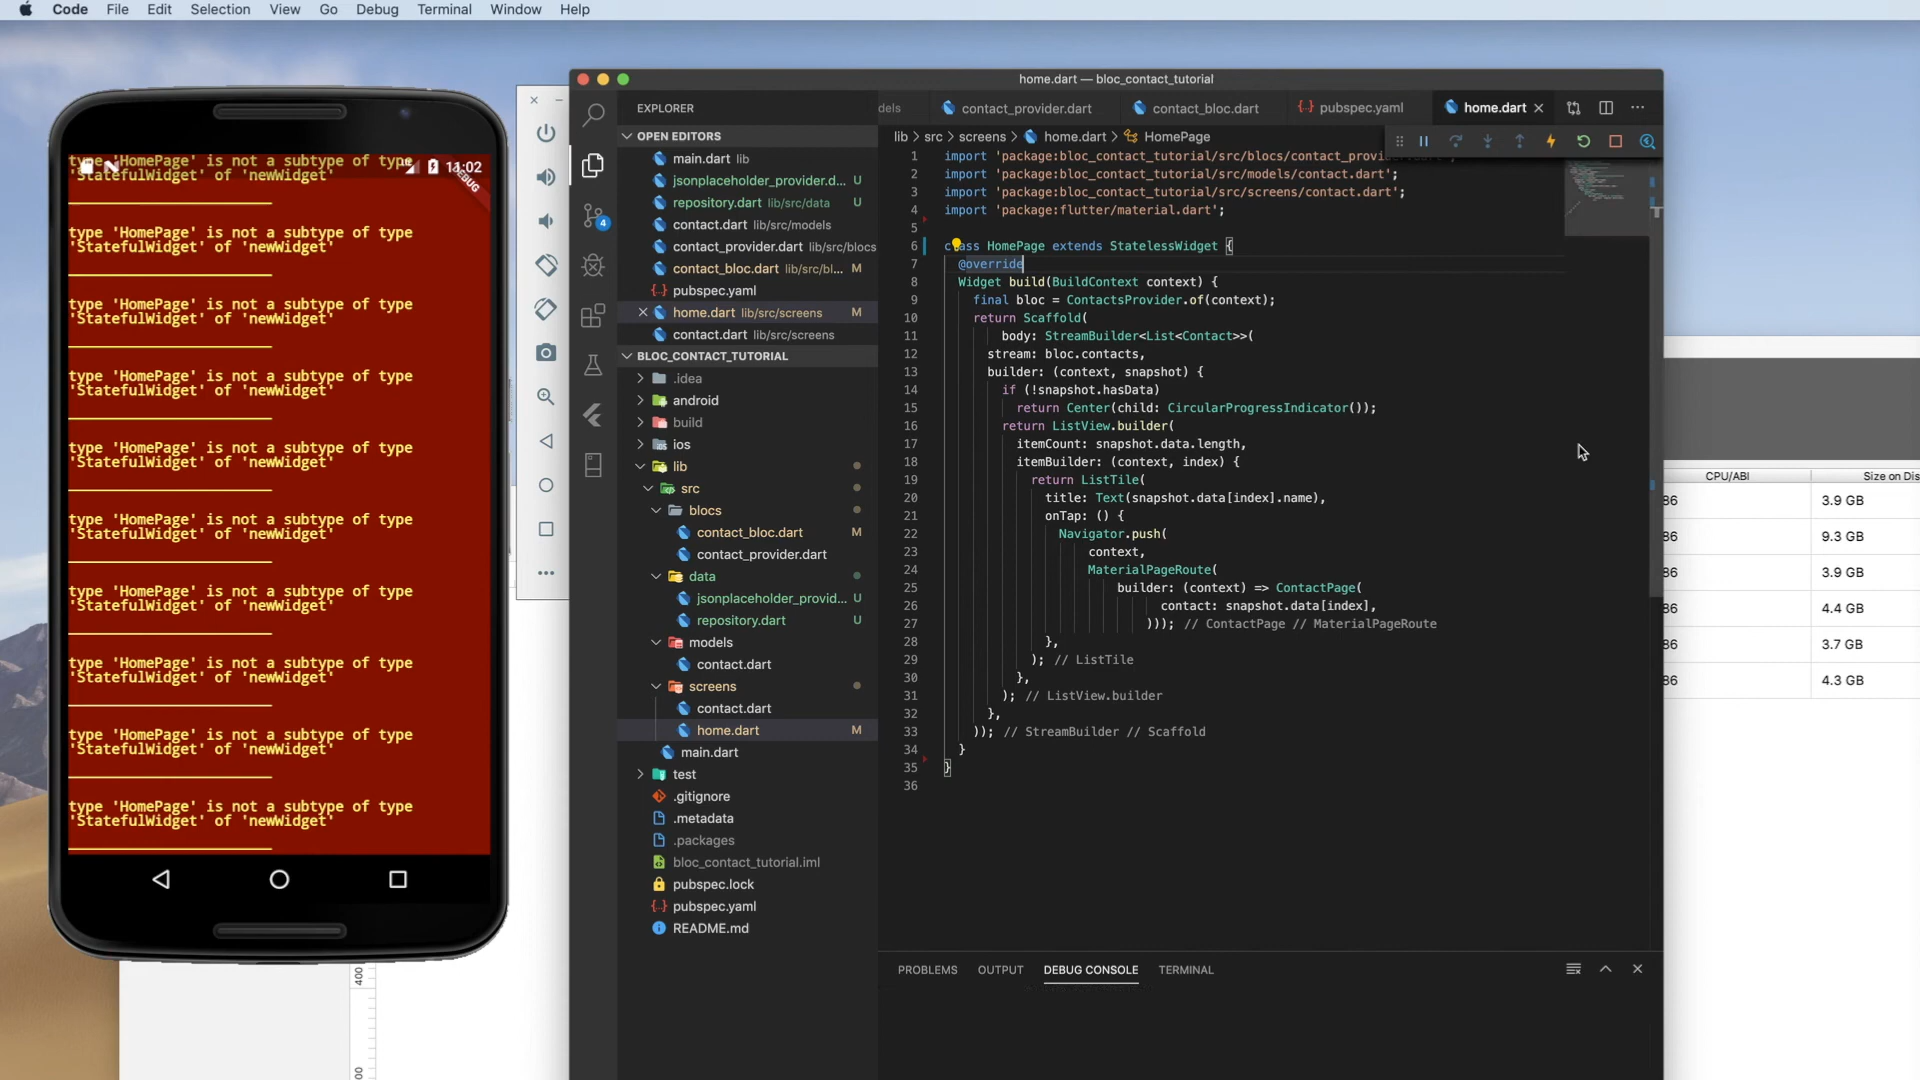 Code File Edit Selection View Go Debug Terminal Window Help
type 'HomePage' is not a subtype of type
'StatefulWidget' of 'newWidget'
11:02
DEBUG
type 'HomePage' is not a subtype of type
'StatefulWidget' of 'newWidget'
type 'HomePage' is not a subtype of type
'StatefulWidget' of 'newWidget'
type 'HomePage' is not a subtype of type
'StatefulWidget' of 'newWidget'
type 'HomePage' is not a subtype of type
'StatefulWidget' of 'newWidget'
type 'HomePage' is not a subtype of type
'StatefulWidget' of 'newWidget'
type 'HomePage' is not a subtype of type
'StatefulWidget' of 'newWidget'
type 'HomePage' is not a subtype of type
'StatefulWidget' of 'newWidget'
type 'HomePage' is not a subtype of type
'StatefulWidget' of 'newWidget'
type 'HomePage' is not a subtype of type
'StatefulWidget' of 'newWidget'
home.dart — bloc_contact_tutorial
4
EXPLORER
OPEN EDITORS
main.dart lib
jsonplaceholder_provider.d... U
repository.dart lib/src/data U
contact.dart lib/src/models
contact_provider.dart lib/src/blocs
contact_bloc.dart lib/src/bl... M
pubspec.yaml
home.dart lib/src/screens M
contact.dart lib/src/screens
BLOC_CONTACT_TUTORIAL
.idea
android
build
ios
lib
src
blocs
contact_bloc.dart M
contact_provider.dart
data
jsonplaceholder_provid... U
repository.dart U
models
contact.dart
screens
contact.dart
home.dart M
main.dart
test
.gitignore
.metadata
.packages
bloc_contact_tutorial.iml
pubspec.lock
pubspec.yaml
README.md
dels contact_provider.dart contact_bloc.dart pubspec.yaml home.dart
lib > src > screens > home.dart > HomePage
1 import 'package:bloc_contact_tutorial/src/blocs/contact_provi
2 import 'package:bloc_contact_tutorial/src/models/contact.dart';
3 import 'package:bloc_contact_tutorial/src/screens/contact.dart';
4 import 'package:flutter/material.dart';
5
6 class HomePage extends StatelessWidget {
7 @override
8 Widget build(BuildContext context) {
9 final bloc = ContactsProvider.of(context);
10 return Scaffold(
11 body: StreamBuilder<List<Contact>>(
12 stream: bloc.contacts,
13 builder: (context, snapshot) {
14 if (!snapshot.hasData)
15 return Center(child: CircularProgressIndicator());
16 return ListView.builder(
17 itemCount: snapshot.data.length,
18 itemBuilder: (context, index) {
19 return ListTile(
20 title: Text(snapshot.data[index].name),
21 onTap: () {
22 Navigator.push(
23 context,
24 MaterialPageRoute(
25 builder: (context) => ContactPage(
26 contact: snapshot.data[index],
27 ))); // ContactPage // MaterialPageRoute
28 },
29 ); // ListTile
30 },
31 ); // ListView.builder
32 },
33 )); // StreamBuilder // Scaffold
34 }
35 }
36
PROBLEMS OUTPUT DEBUG CONSOLE TERMINAL
CPU/ABI Size on Dis
86 3.9 GB
86 9.3 GB
86 3.9 GB
86 4.4 GB
86 3.7 GB
86 4.3 GB
400
00